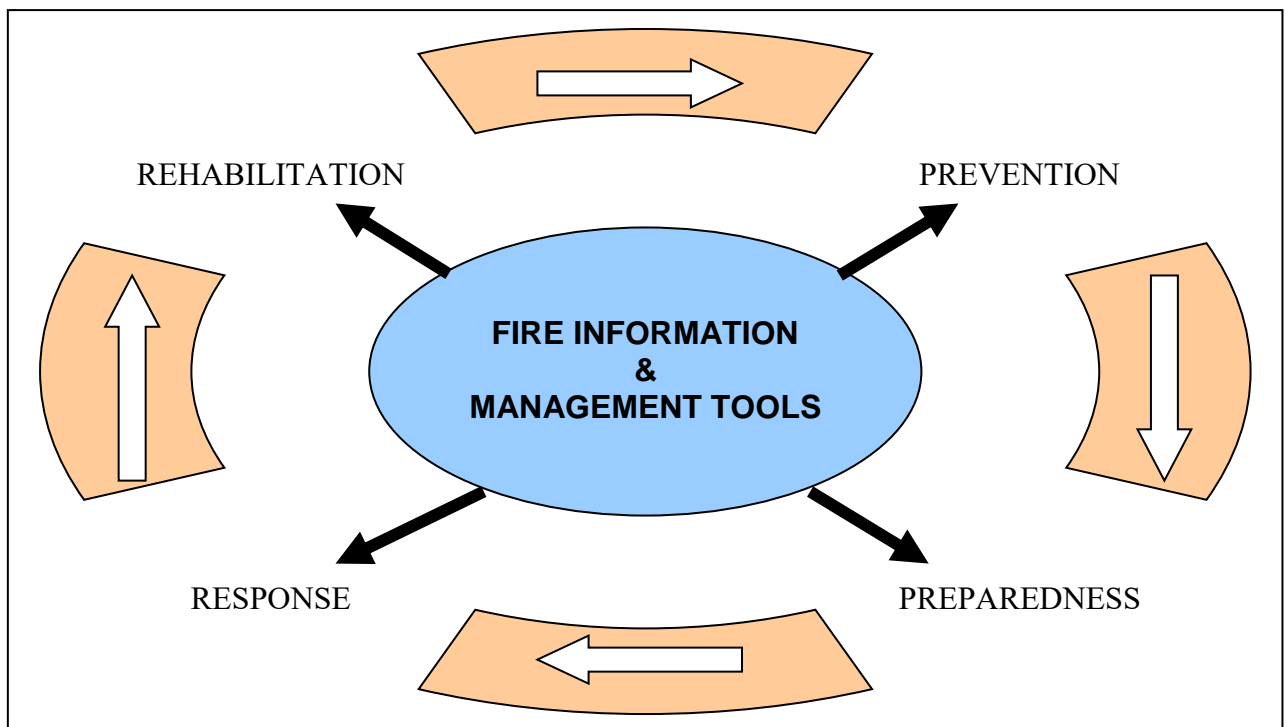 REHABILITATION
PREVENTION
FIRE INFORMATION
&
MANAGEMENT TOOLS
RESPONSE
PREPAREDNESS